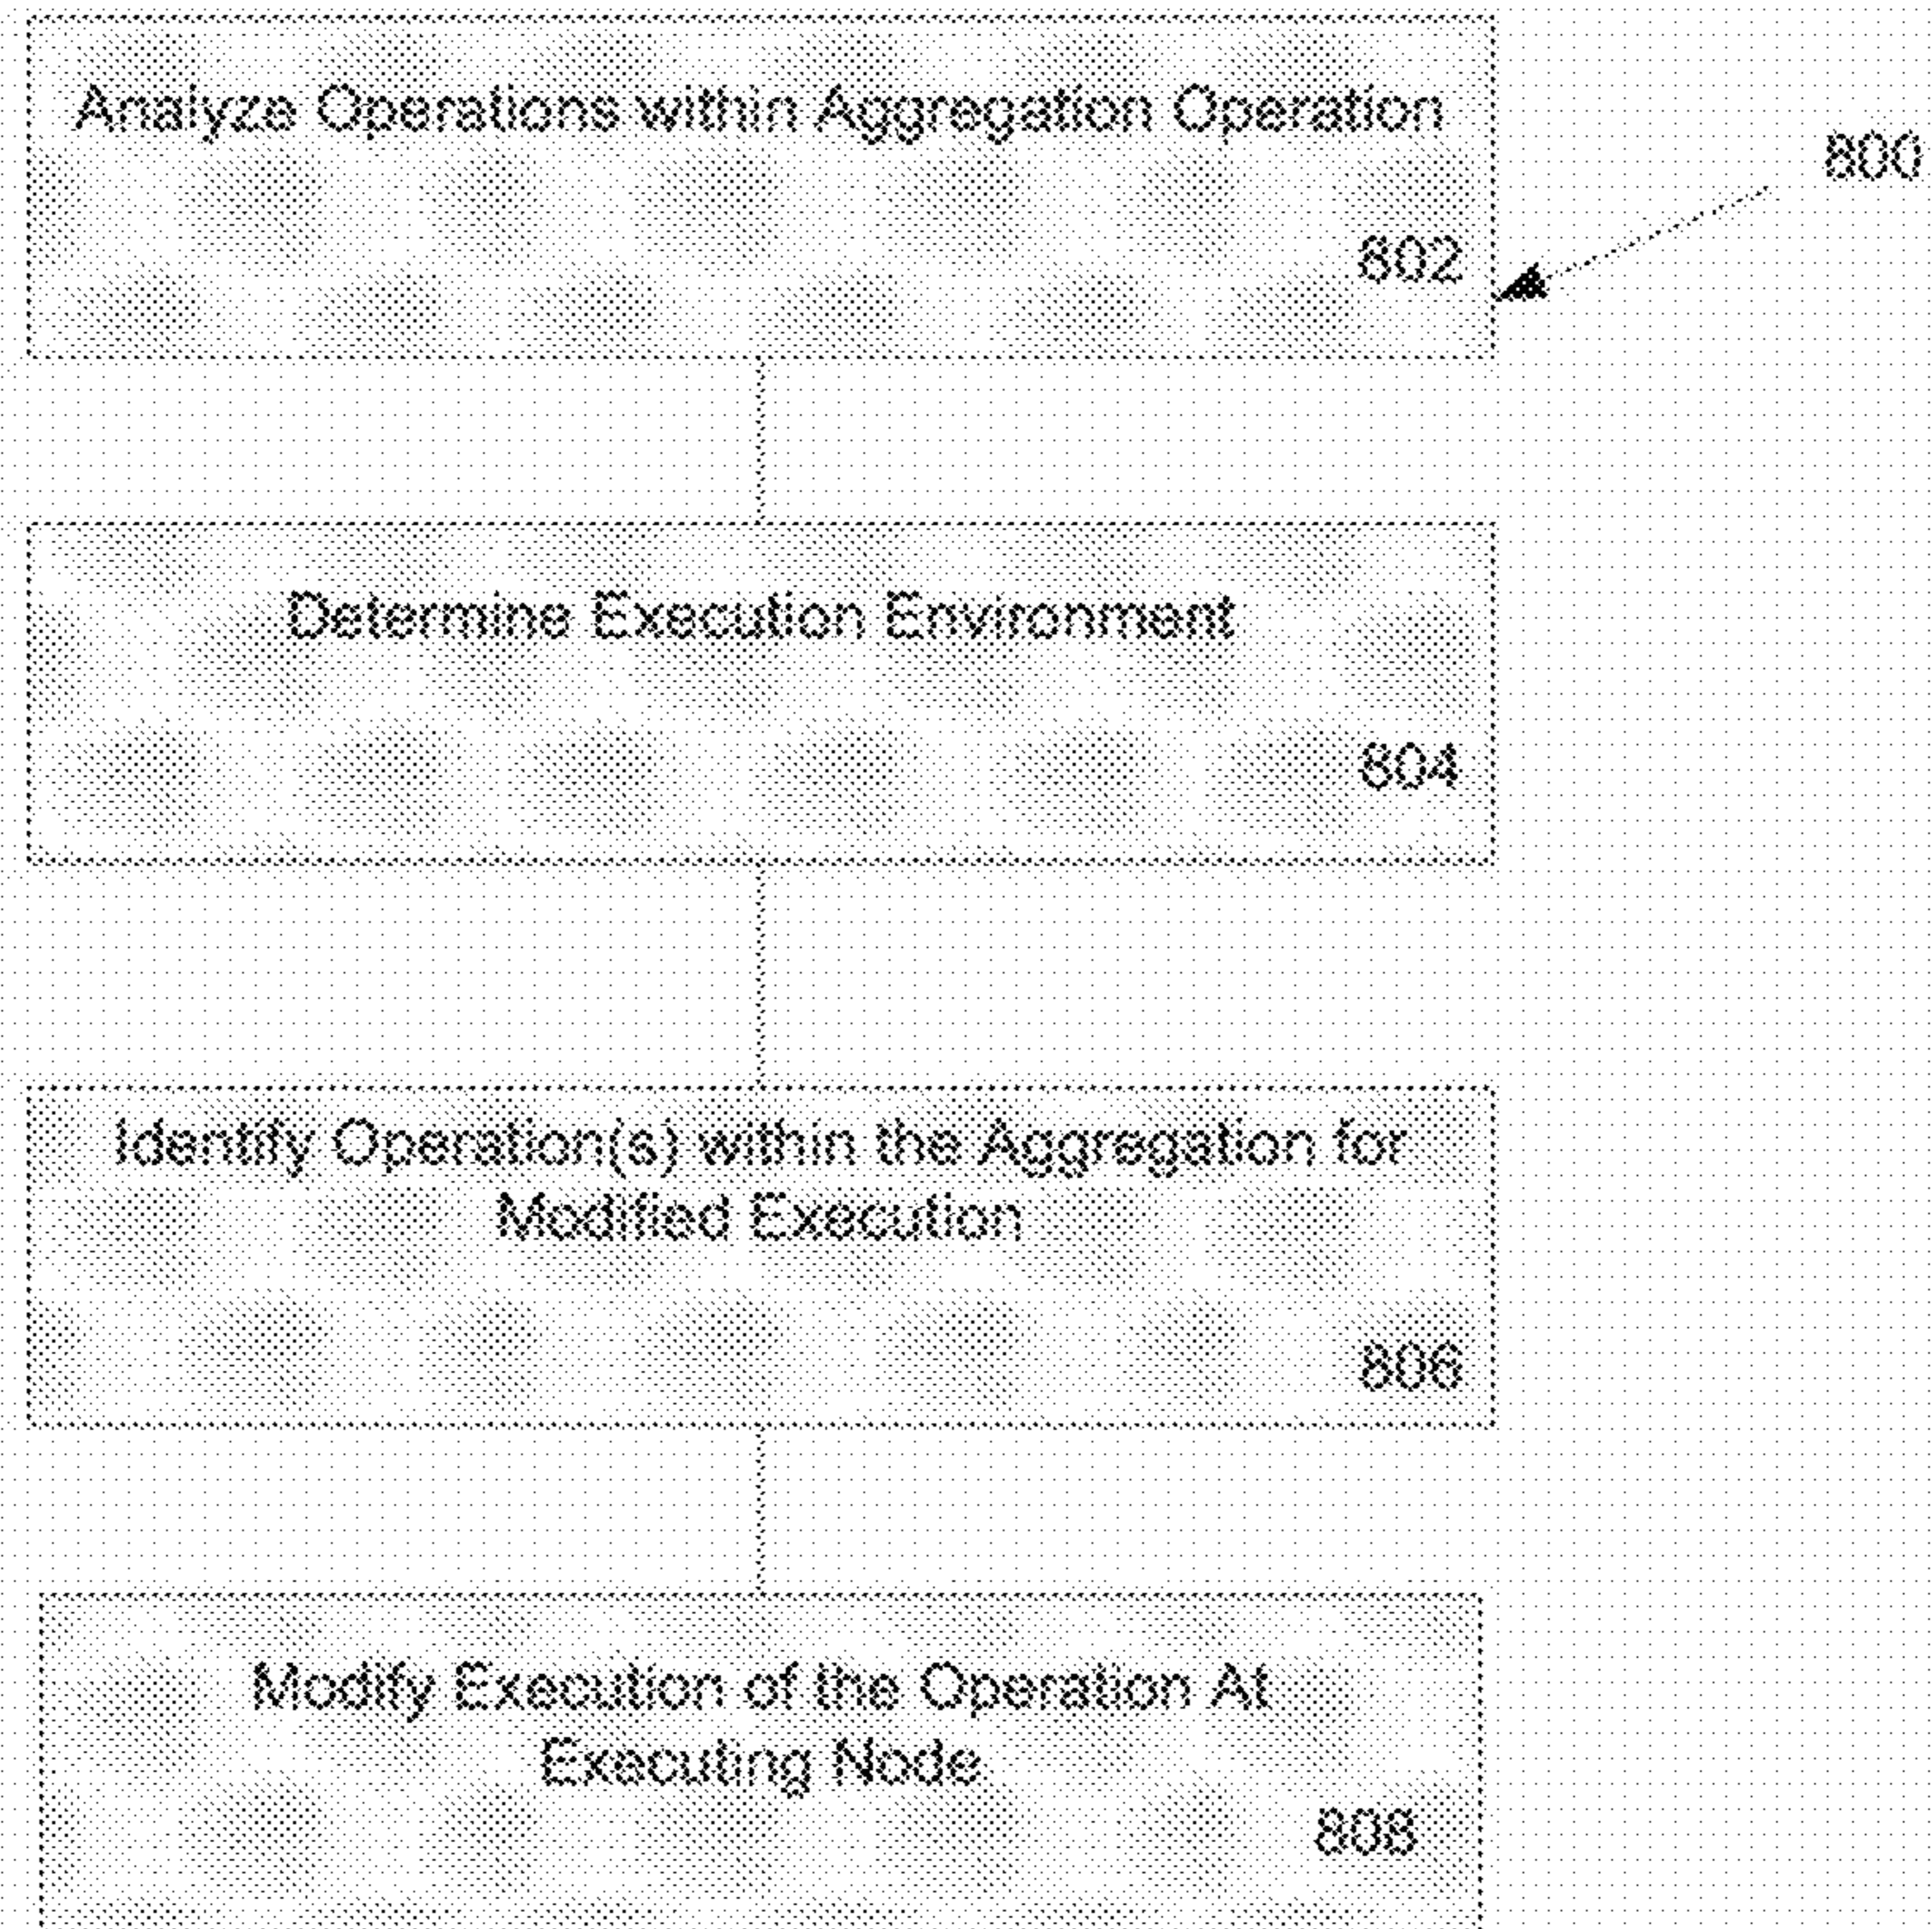 Analyze Operations within Aggregation Operation
800
802
Determine Execution Environment
804
Identify Operation(s) within the Aggregation for
Modified Execution
806
Modify Execution of the Operation At
Executing Node
808